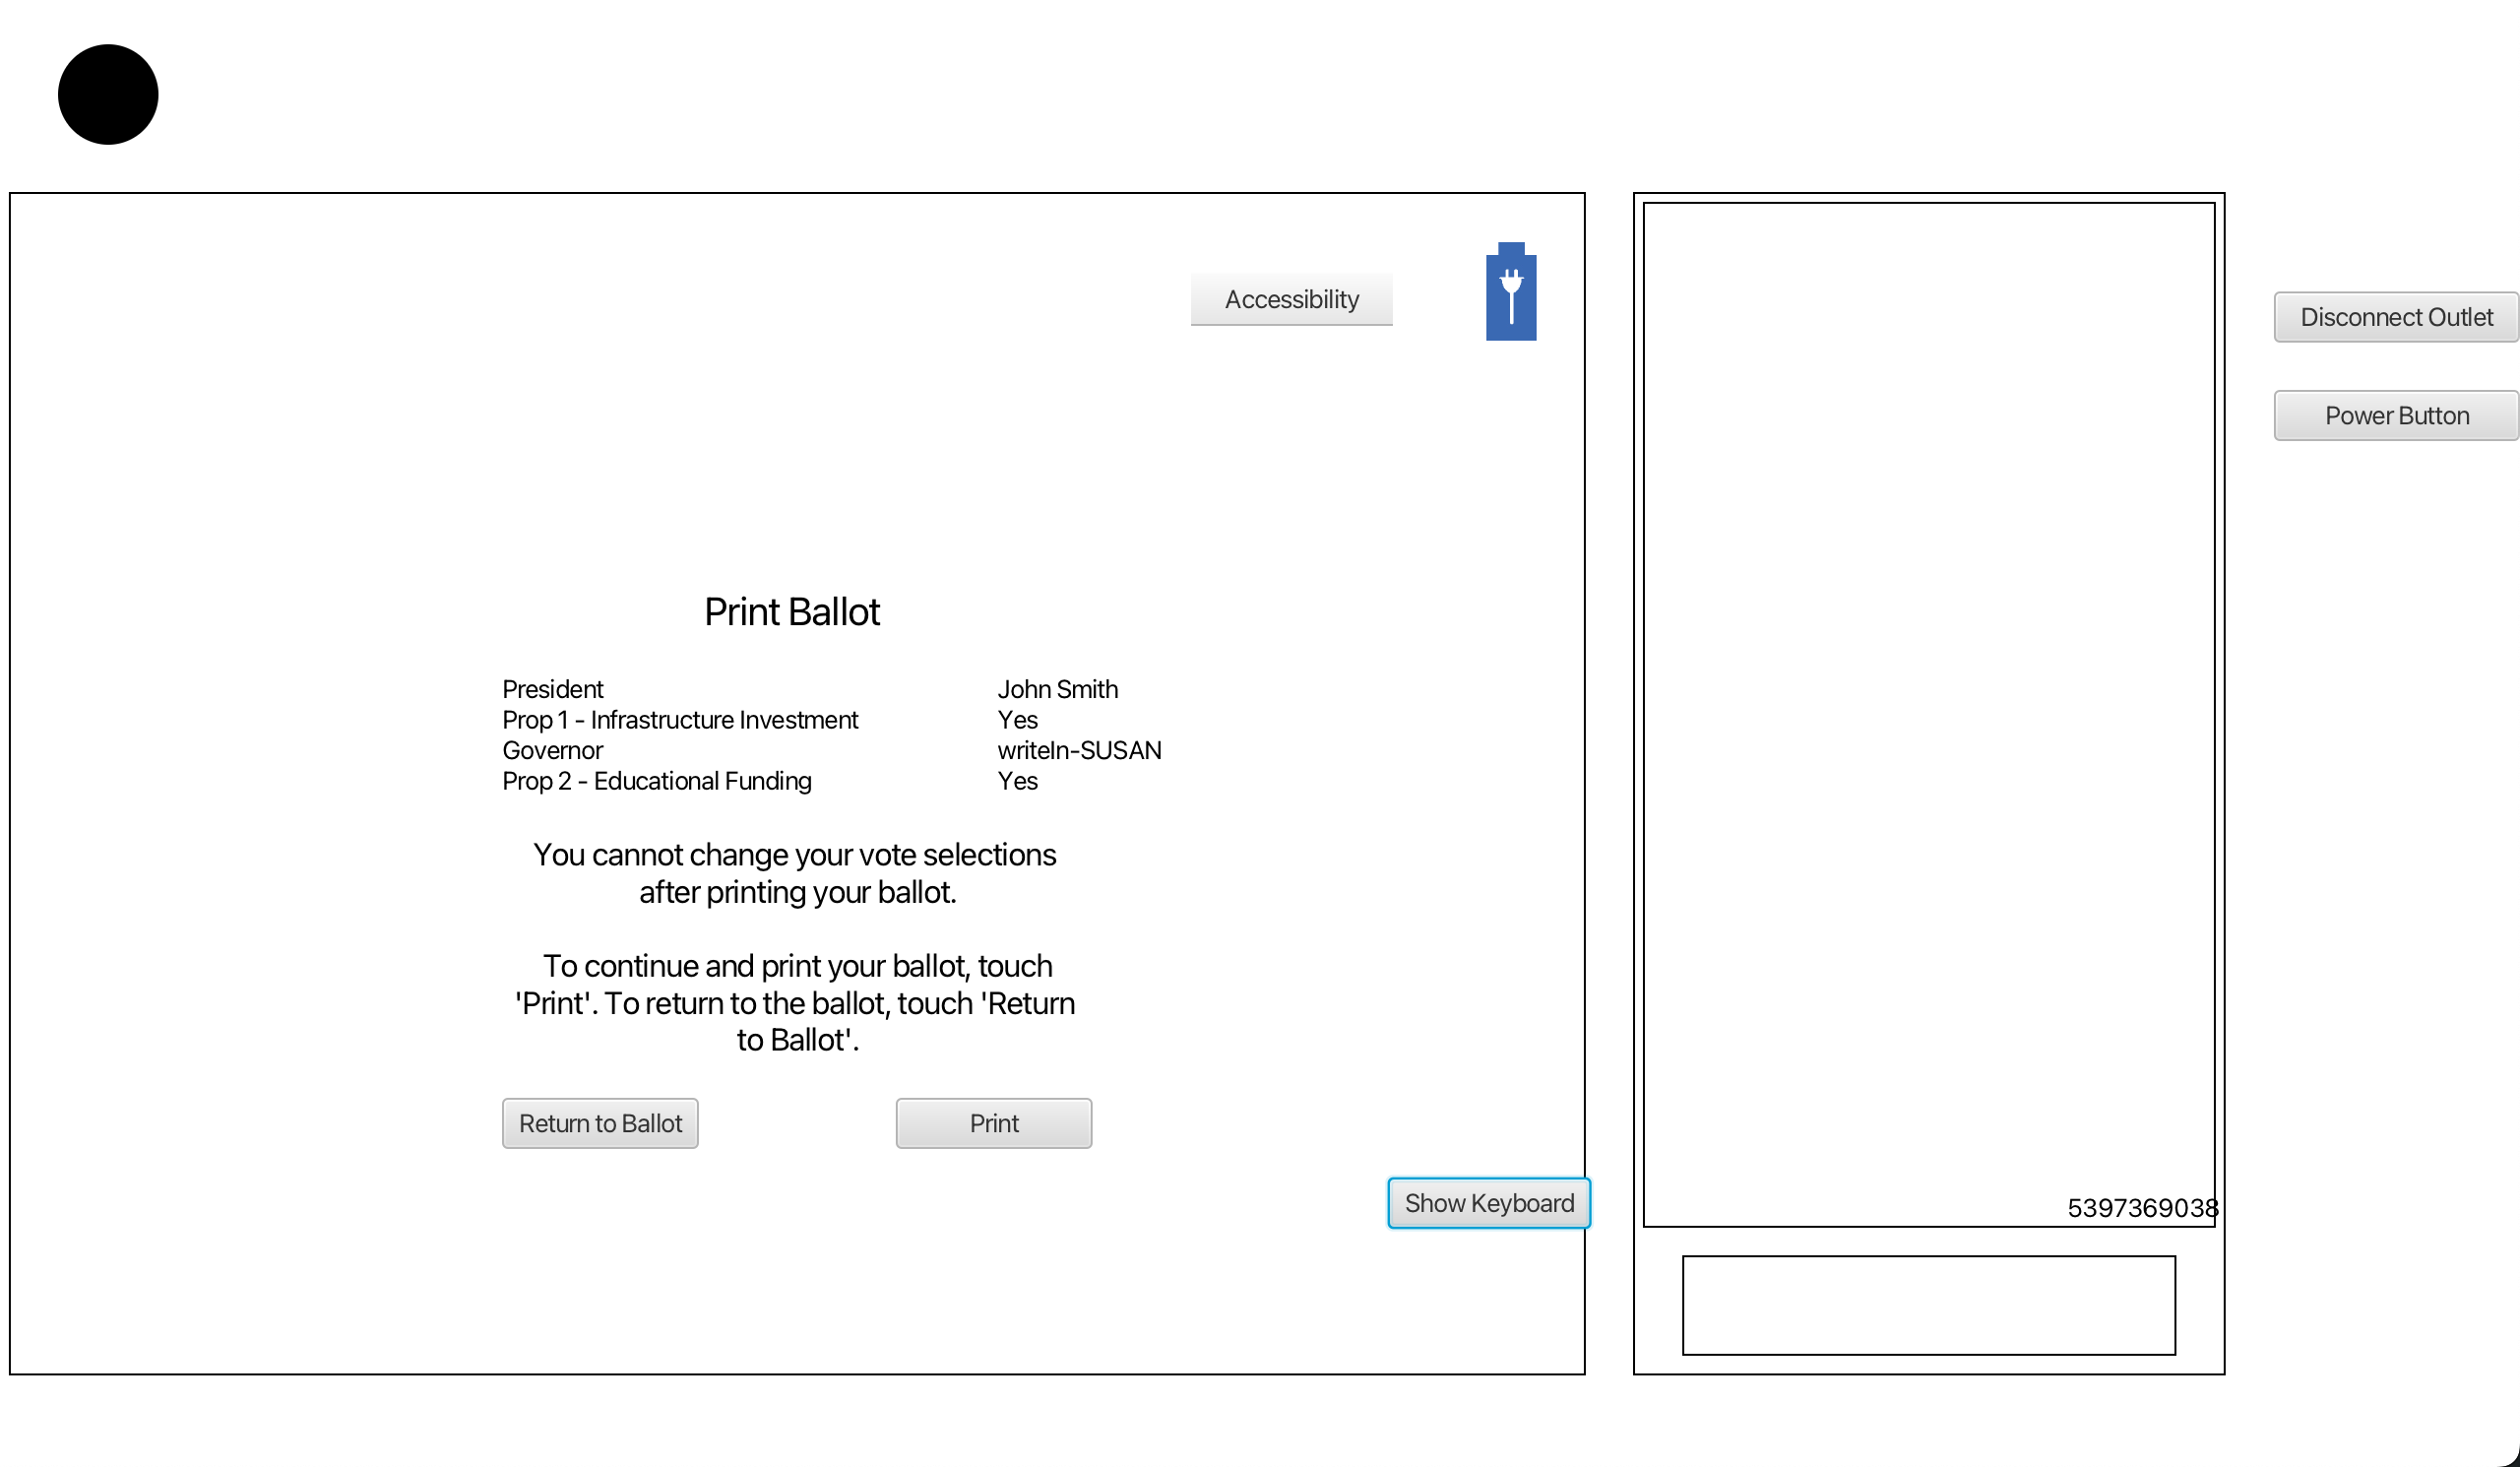 Accessibility
Disconnect Outlet
Power Button
Print Ballot
President John Smith
Prop 1 - Infrastructure Investment Yes
Governor writeIn-SUSAN
Prop 2 - Educational Funding Yes
You cannot change your vote selections
after printing your ballot.
To continue and print your ballot, touch
'Print'. To return to the ballot, touch 'Return
to Ballot'.
Return to Ballot Print
Show Keyboard
5397369038